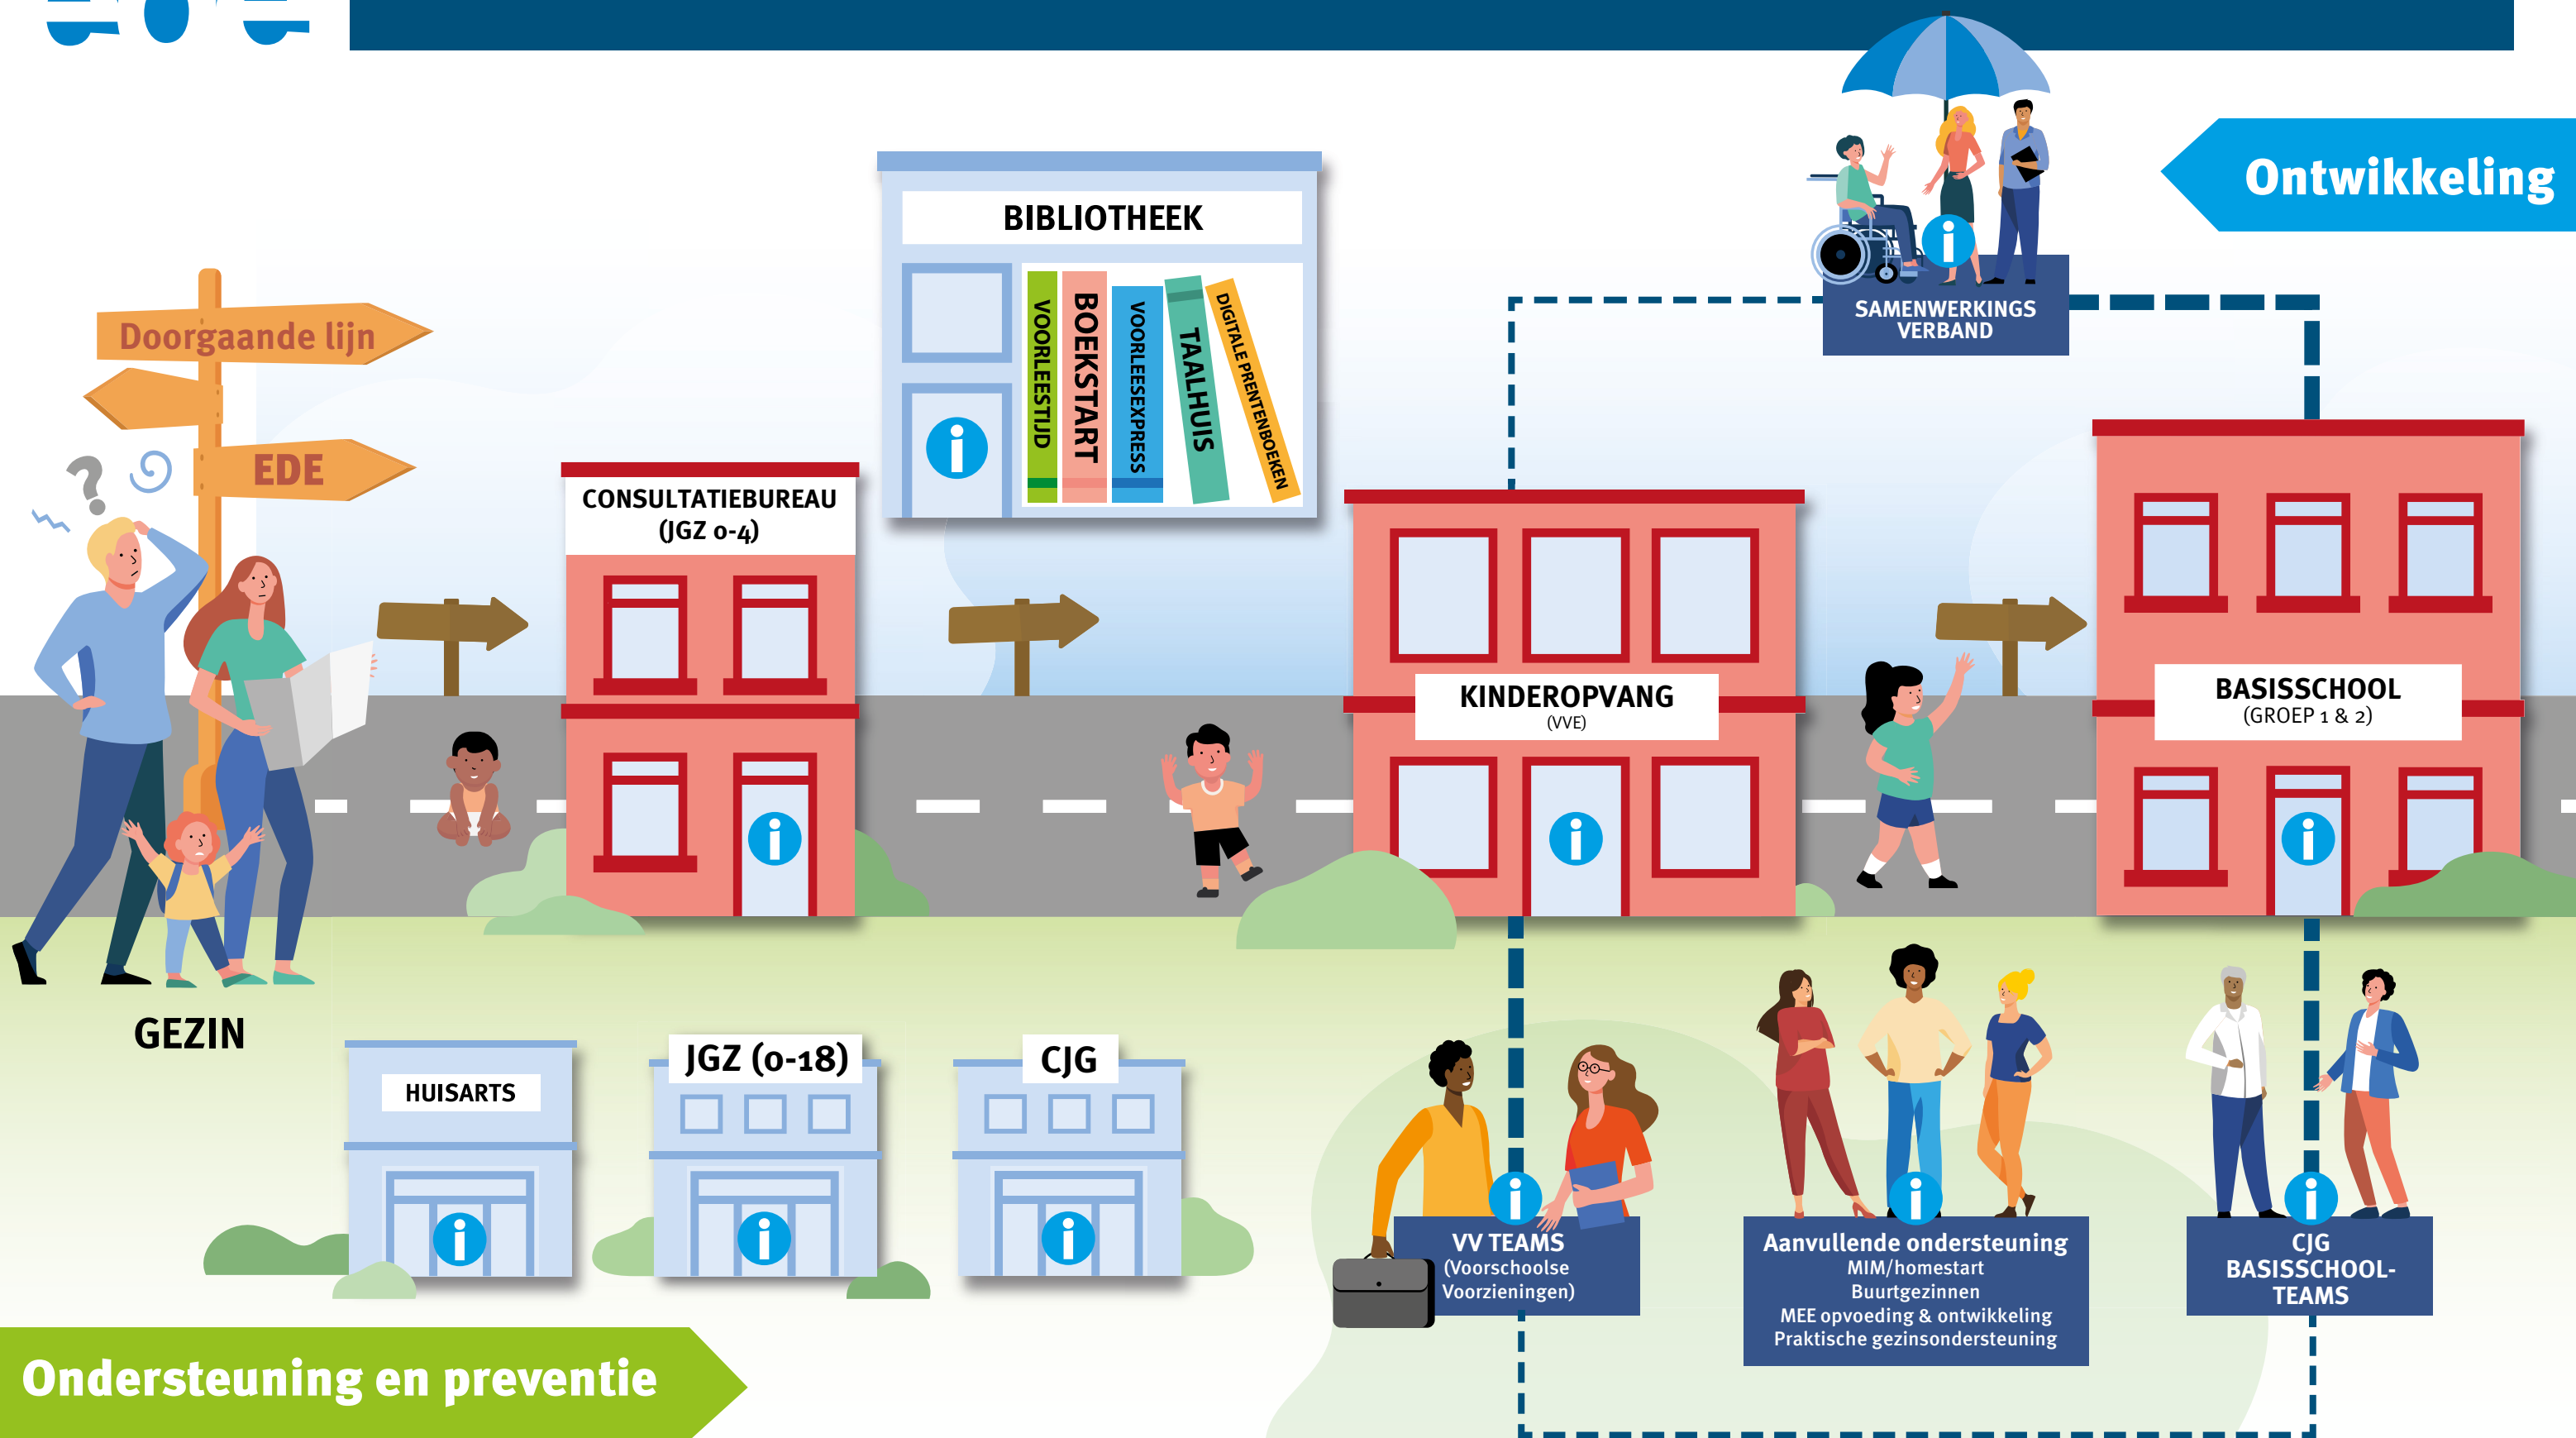 Ontwikkeling
BIBLIOTHEEK
VOORLEESTIJD
BOEKSTART
VOORLEESEXPRESS
TAALHUIS
DIGITALE PRENTENBOEKEN
SAMENWERKINGS
VERBAND
Doorgaande lijn
EDE
?
CONSULTATIEBUREAU
(JGZ 0-4)
KINDEROPVANG
(VVE)
BASISSCHOOL
(GROEP 1 & 2)
GEZIN
HUISARTS
JGZ (0-18)
CJG
VV TEAMS
(Voorschoolse
Voorzieningen)
Aanvullende ondersteuning
MIM/homestart
Buurtgezinnen
MEE opvoeding & ontwikkeling
Praktische gezinsondersteuning
CJG
BASISSCHOOL-
TEAMS
Ondersteuning en preventie